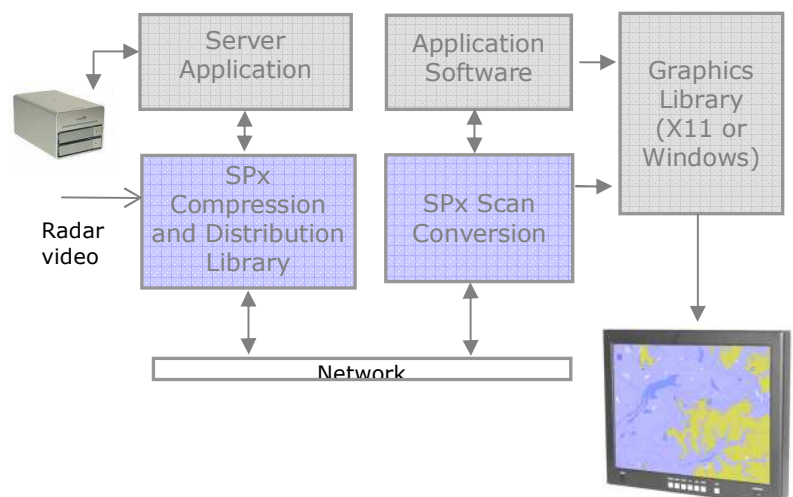 Server
Application
Application
Software
Graphics
Library
(X11 or
Windows)
SPx
Compression
and Distribution
Library
SPx Scan
Conversion
Radar
video
Network